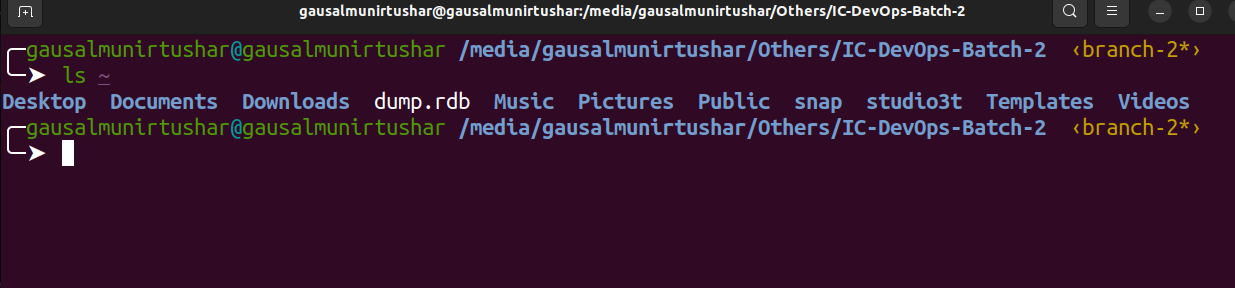 gausalmunirtushar@gausalmunirtushar:/media/gausalmunirtushar/Others/IC-DevOps-Batch-2
gausalmunirtushar@gausalmunirtushar /media/gausalmunirtushar/Others/IC-DevOps-Batch-2 ‹branch-2*›
➤ ls ~
Desktop Documents Downloads dump.rdb Music Pictures Public snap studio3t Templates Videos
gausalmunirtushar@gausalmunirtushar /media/gausalmunirtushar/Others/IC-DevOps-Batch-2 ‹branch-2*›
➤